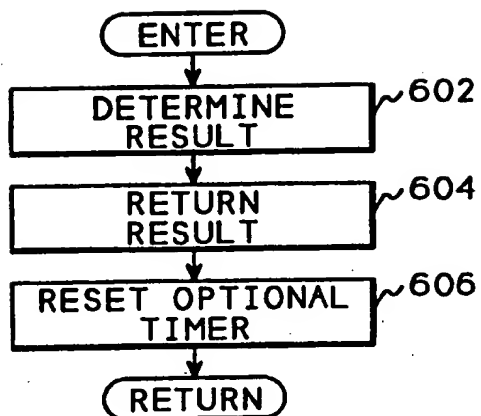 ENTER
DETERMINE
RESULT
602
RETURN
RESULT
604
RESET OPTIONAL
TIMER
606
RETURN